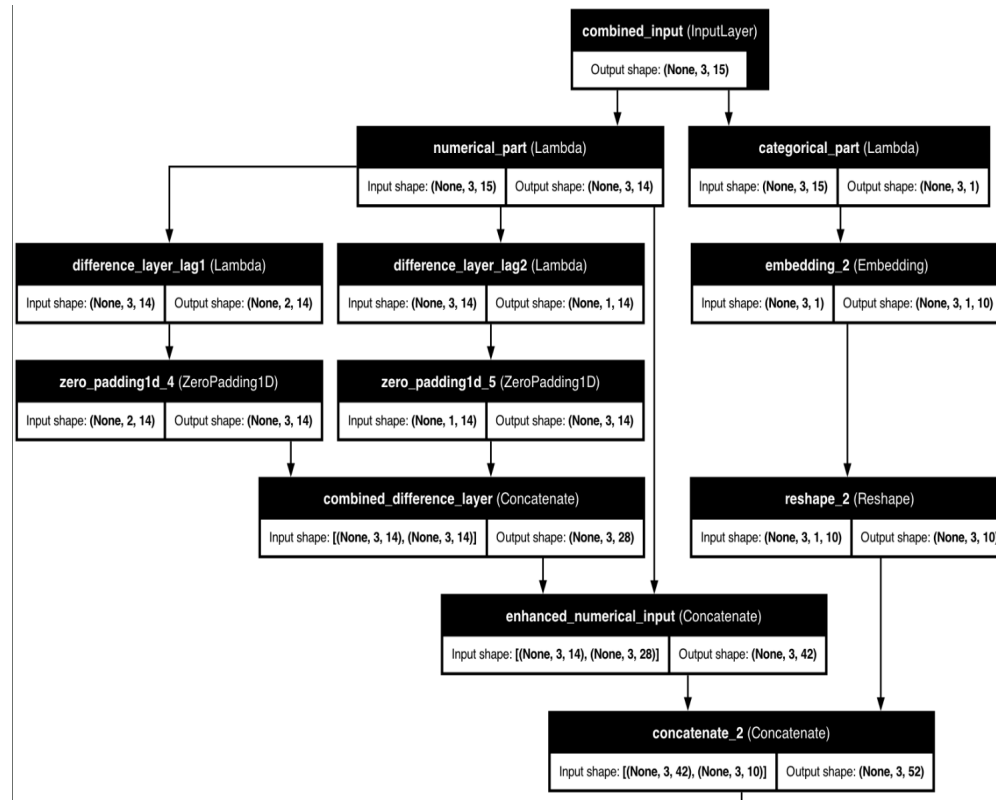 combined_input (InputLayer)
Output shape: (None, 3, 15)
numerical_part (Lambda)
Input shape: (None, 3, 15) Output shape: (None, 3, 14)
categorical_part (Lambda)
Input shape: (None, 3, 15) Output shape: (None, 3, 1)
difference_layer_lag1 (Lambda)
Input shape: (None, 3, 14) Output shape: (None, 2, 14)
difference_layer_lag2 (Lambda)
Input shape: (None, 3, 14) Output shape: (None, 1, 14)
embedding_2 (Embedding)
Input shape: (None, 3, 1) Output shape: (None, 3, 1, 10)
zero_padding1d_4 (ZeroPadding1D)
Input shape: (None, 2, 14) Output shape: (None, 3, 14)
zero_padding1d_5 (ZeroPadding1D)
Input shape: (None, 1, 14) Output shape: (None, 3, 14)
combined_difference_layer (Concatenate)
Input shape: [(None, 3, 14), (None, 3, 14)] Output shape: (None, 3, 28)
reshape_2 (Reshape)
Input shape: (None, 3, 1, 10) Output shape: (None, 3, 10)
enhanced_numerical_input (Concatenate)
Input shape: [(None, 3, 14), (None, 3, 28)] Output shape: (None, 3, 42)
concatenate_2 (Concatenate)
Input shape: [(None, 3, 42), (None, 3, 10)] Output shape: (None, 3, 52)